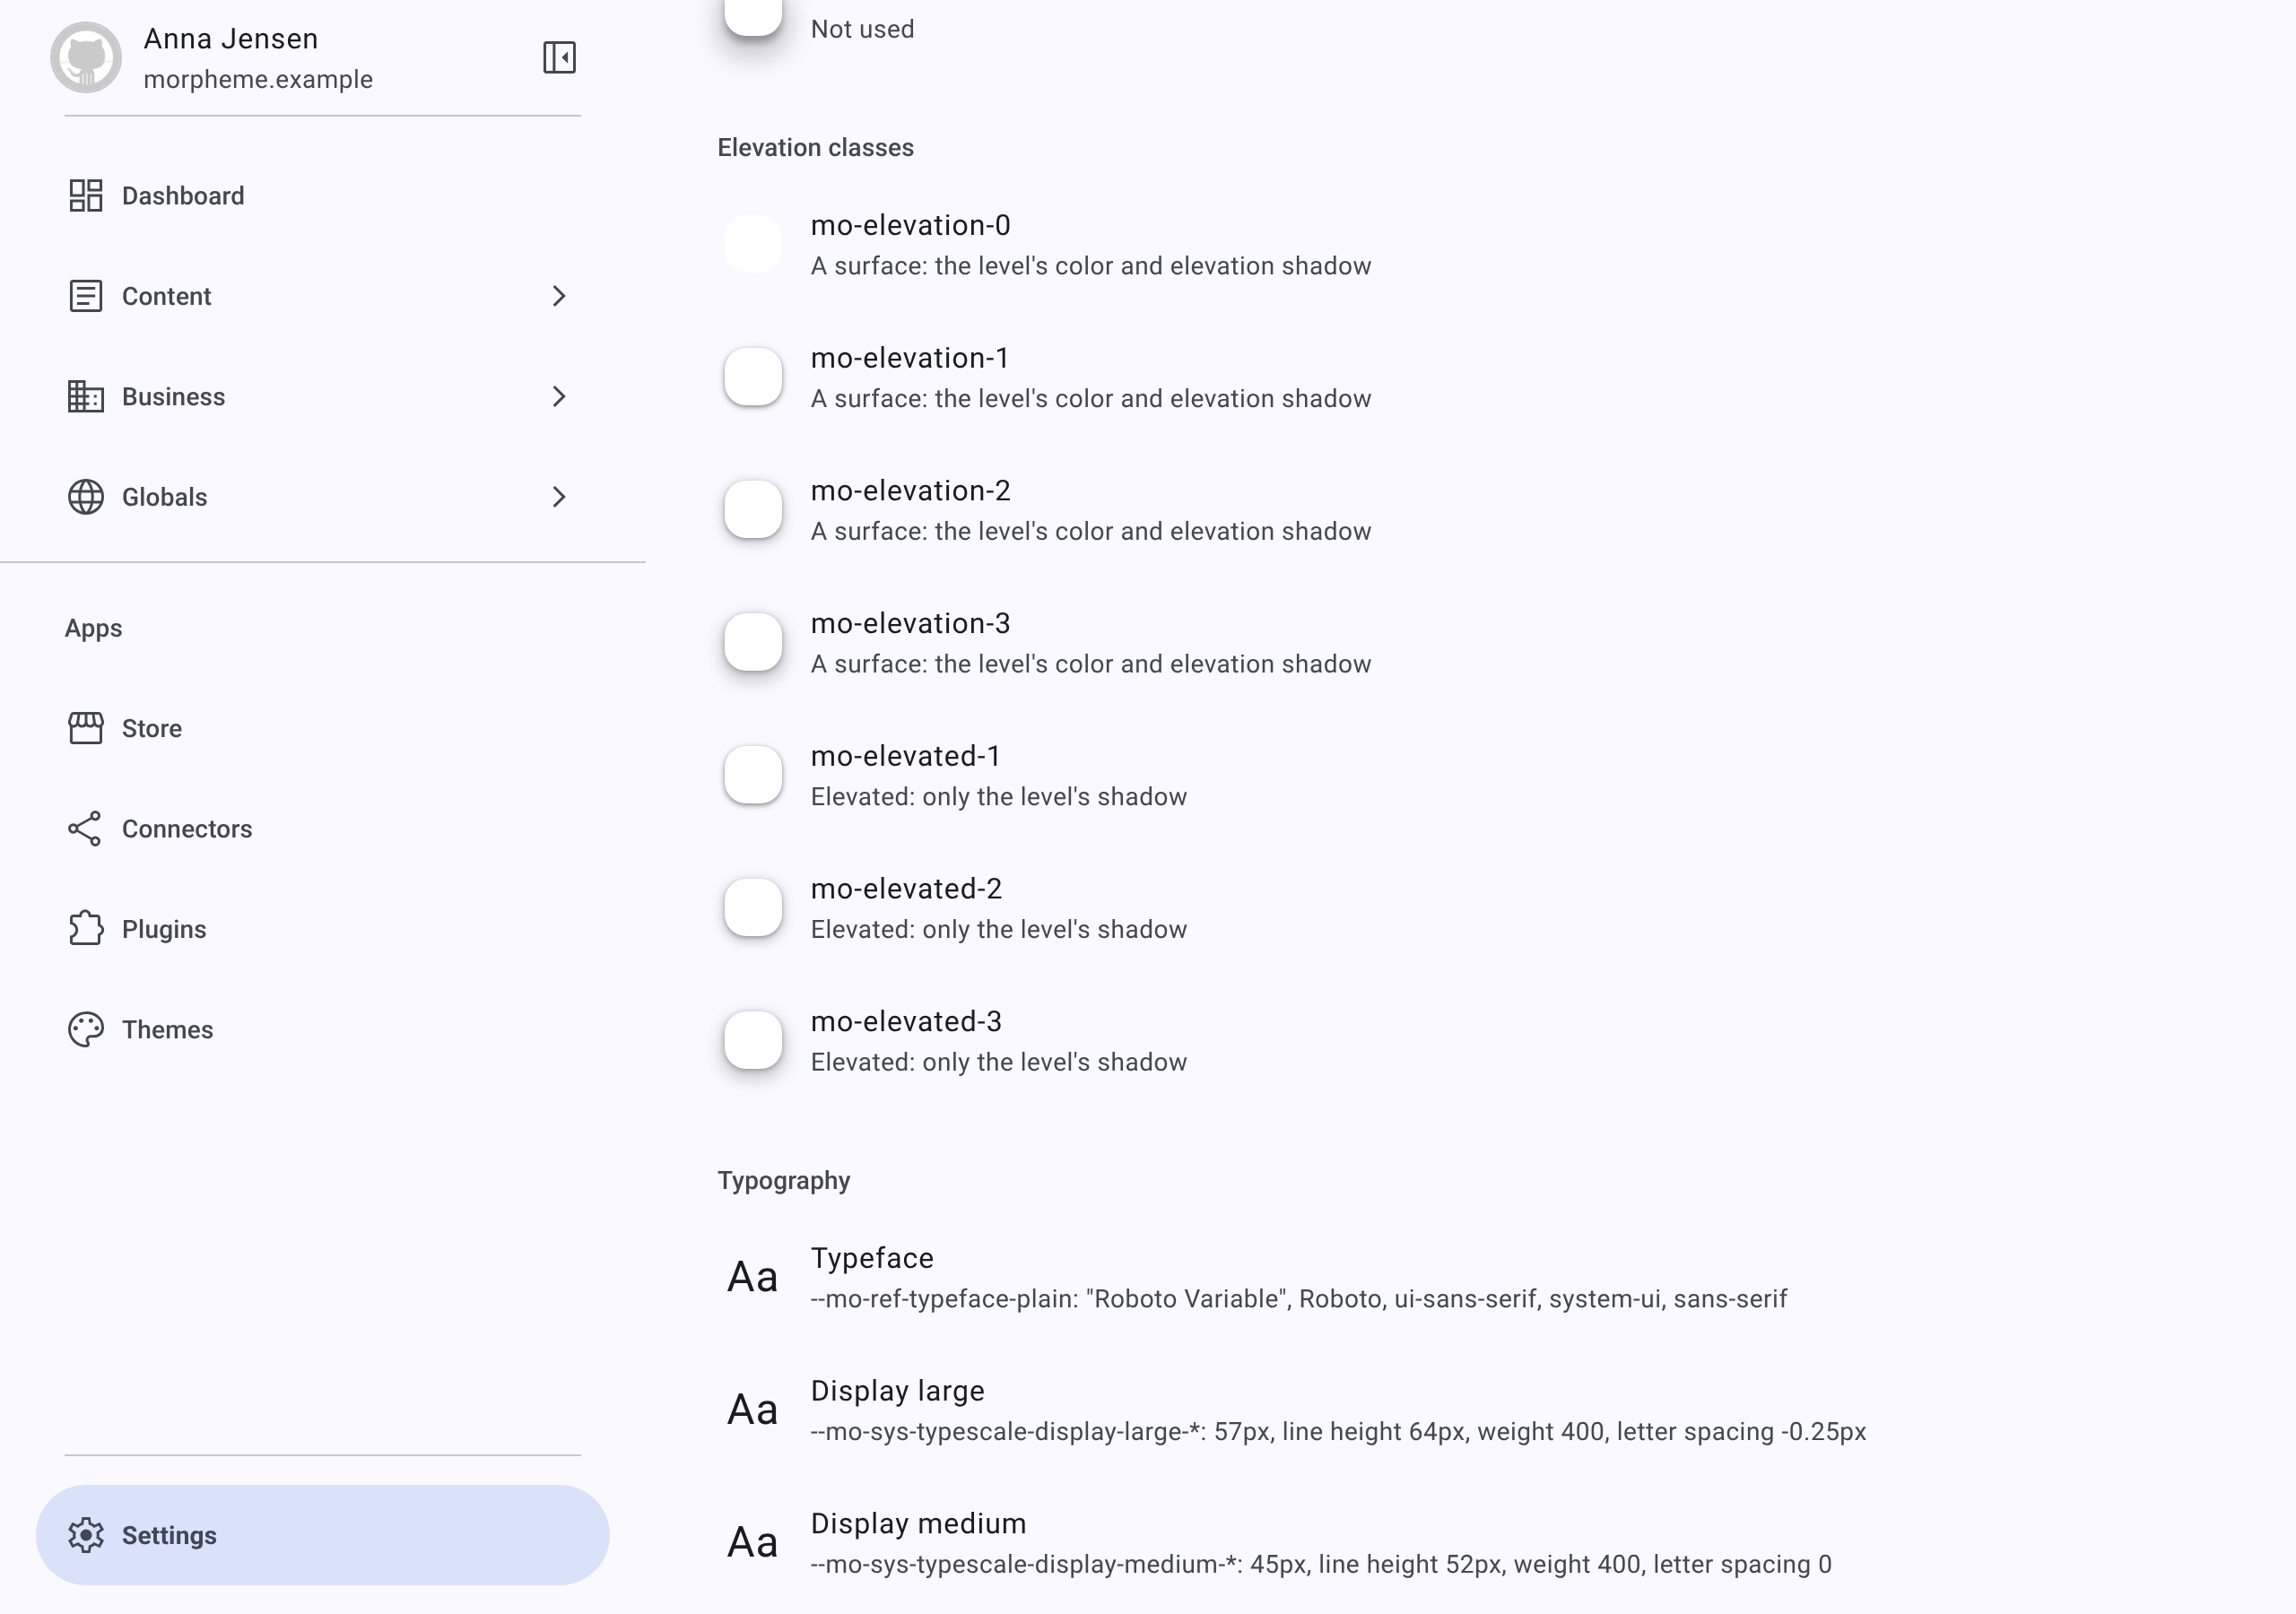 Anna Jensen
morpheme.example
Dashboard
Content
Business
Globals
Apps
Store
Connectors
Plugins
Themes
Settings
Not used
Elevation classes
mo-elevation-0
A surface: the level's color and elevation shadow
mo-elevation-1
A surface: the level's color and elevation shadow
mo-elevation-2
A surface: the level's color and elevation shadow
mo-elevation-3
A surface: the level's color and elevation shadow
mo-elevated-1
Elevated: only the level's shadow
mo-elevated-2
Elevated: only the level's shadow
mo-elevated-3
Elevated: only the level's shadow
Typography
Aa
Typeface
--mo-ref-typeface-plain: "Roboto Variable", Roboto, ui-sans-serif, system-ui, sans-serif
Aa
Display large
--mo-sys-typescale-display-large-*: 57px, line height 64px, weight 400, letter spacing -0.25px
Aa
Display medium
--mo-sys-typescale-display-medium-*: 45px, line height 52px, weight 400, letter spacing 0